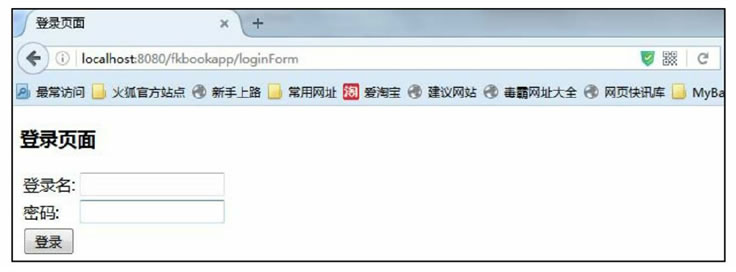 登录页面
localhost:8080/fkbookapp/loginForm
最常访问 火狐官方站点 新手上路 常用网址 淘 爱淘宝 建议网站 毒霸网址大全 网页快讯库 MyBa
登录页面
登录名:
密码:
登录